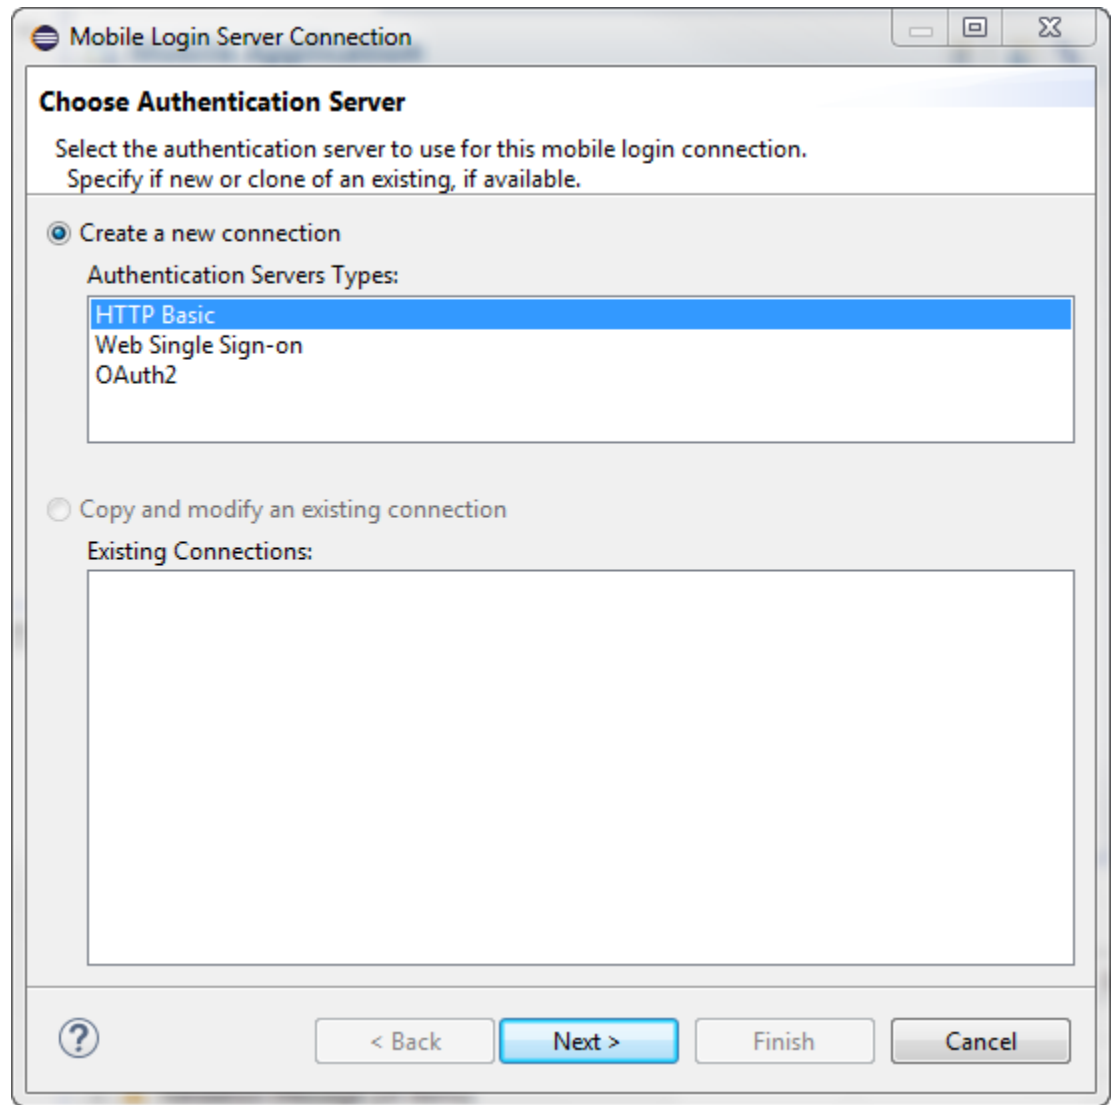 Mobile Login Server Connection
Choose Authentication Server
Select the authentication server to use for this mobile login connection.
Specify if new or clone of an existing, if available.
Create a new connection
Authentication Servers Types:
HTTP Basic
Web Single Sign-on
OAuth2
Copy and modify an existing connection
Existing Connections:
?
< Back
Next >
Finish
Cancel